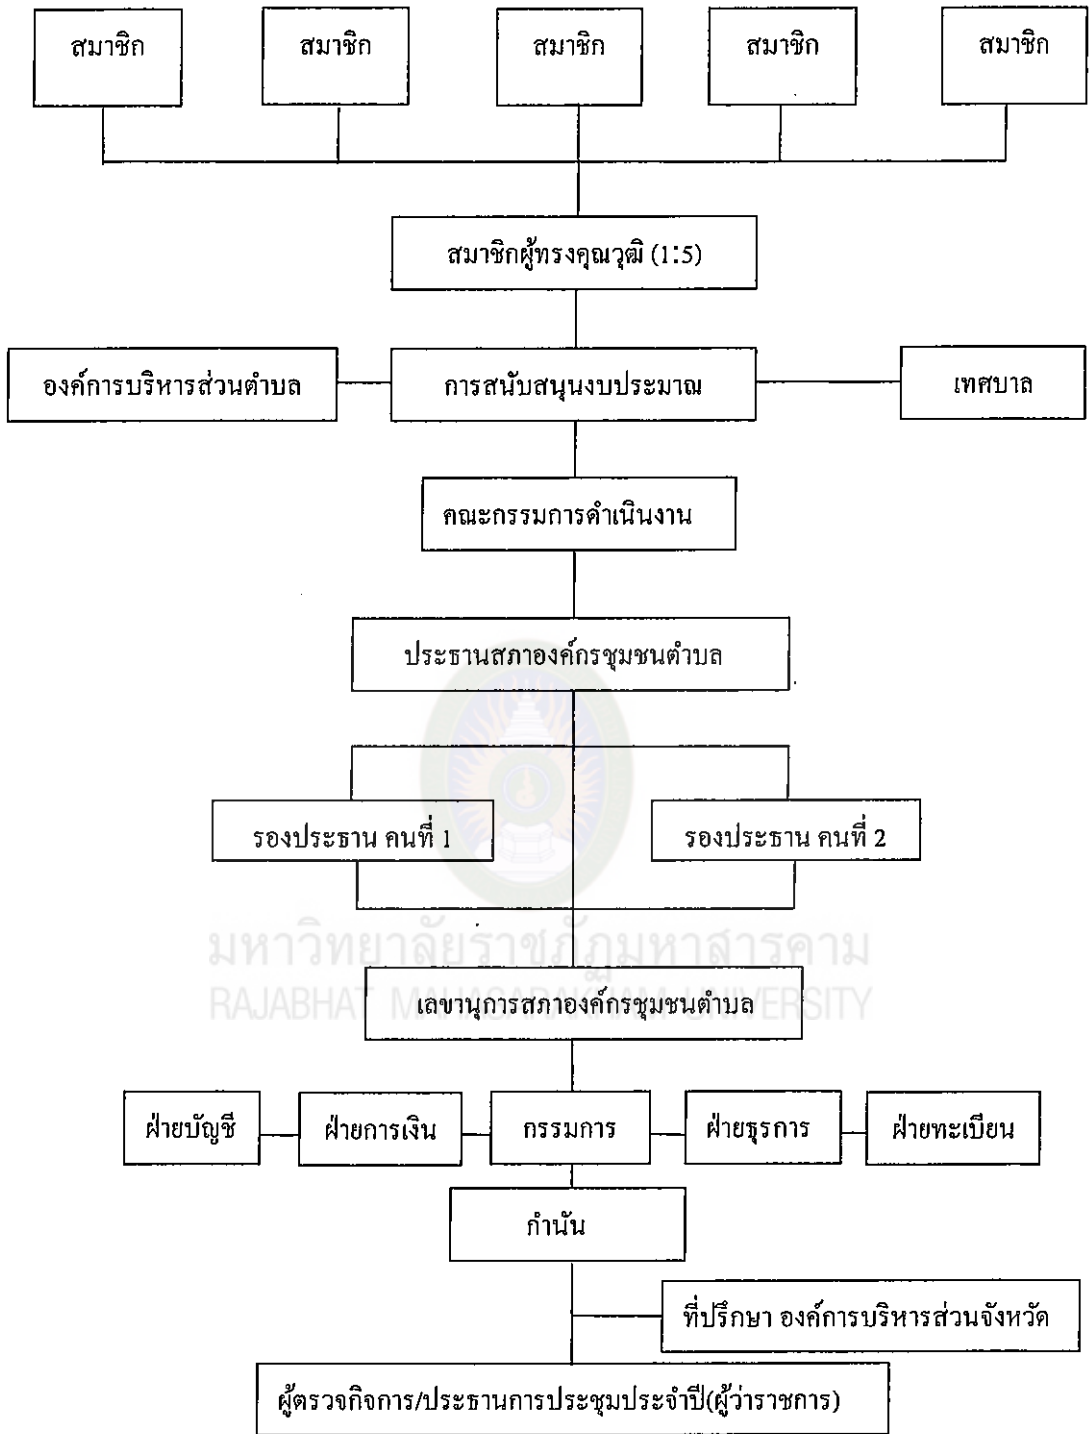 สมาชิก สมาชิก สมาชิก สมาชิก สมาชิก
สมาชิกผู้ทรงคุณวุฒิ (1:5)
องค์การบริหารส่วนตำบล การสนับสนุนงบประมาณ เทศบาล
คณะกรรมการดำเนินงาน
ประธานสภาองค์กรชุมชนตำบล
รองประธาน คนที่ 1 รองประธาน คนที่ 2
มหาวิทยาลัยราชภัฏมหาสารคาม
RAJABHAT MAHASARAKHAM UNIVERSITY
เลขานุการสภาองค์กรชุมชนตำบล
ฝ่ายบัญชี ฝ่ายการเงิน กรรมการ ฝ่ายธุรการ ฝ่ายทะเบียน
กำนัน
ที่ปรึกษา องค์การบริหารส่วนจังหวัด
ผู้ตรวจกิจการ/ประธานการประชุมประจำปี(ผู้ว่าราชการ)